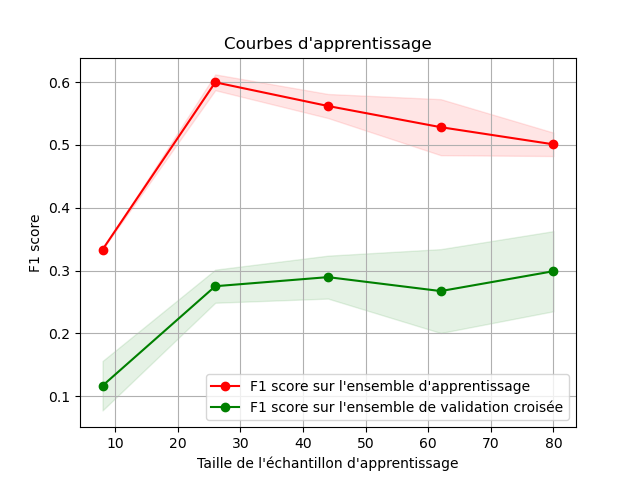 Courbes d'apprentissage
F1 score
0.6
0.5
0.4
0.3
0.2
0.1
F1 score sur l'ensemble d'apprentissage
F1 score sur l'ensemble de validation croisée
10 20 30 40 50 60 70 80
Taille de l'échantillon d'apprentissage